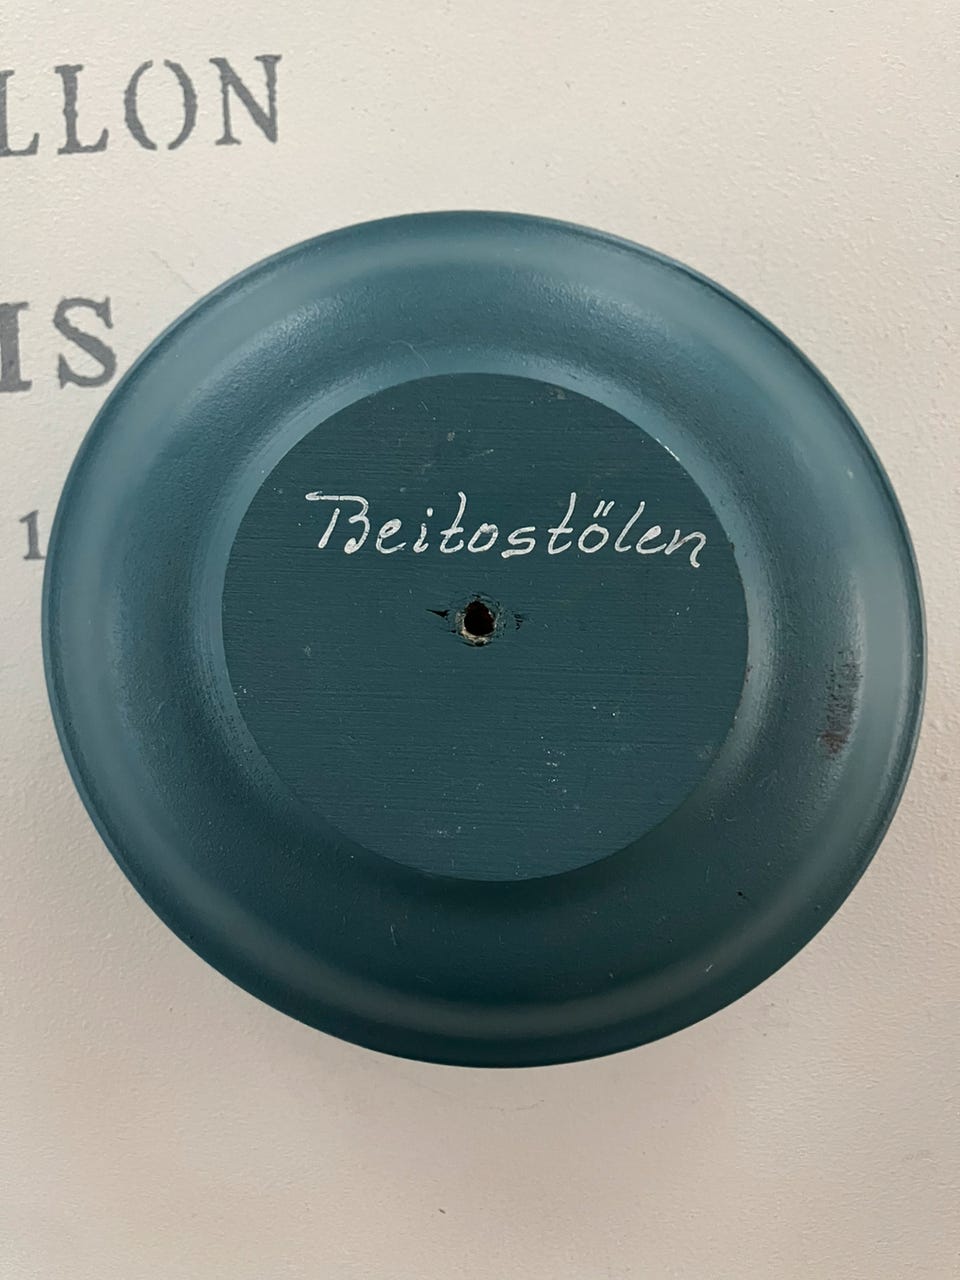 LLON
IS
1
Beitostölen